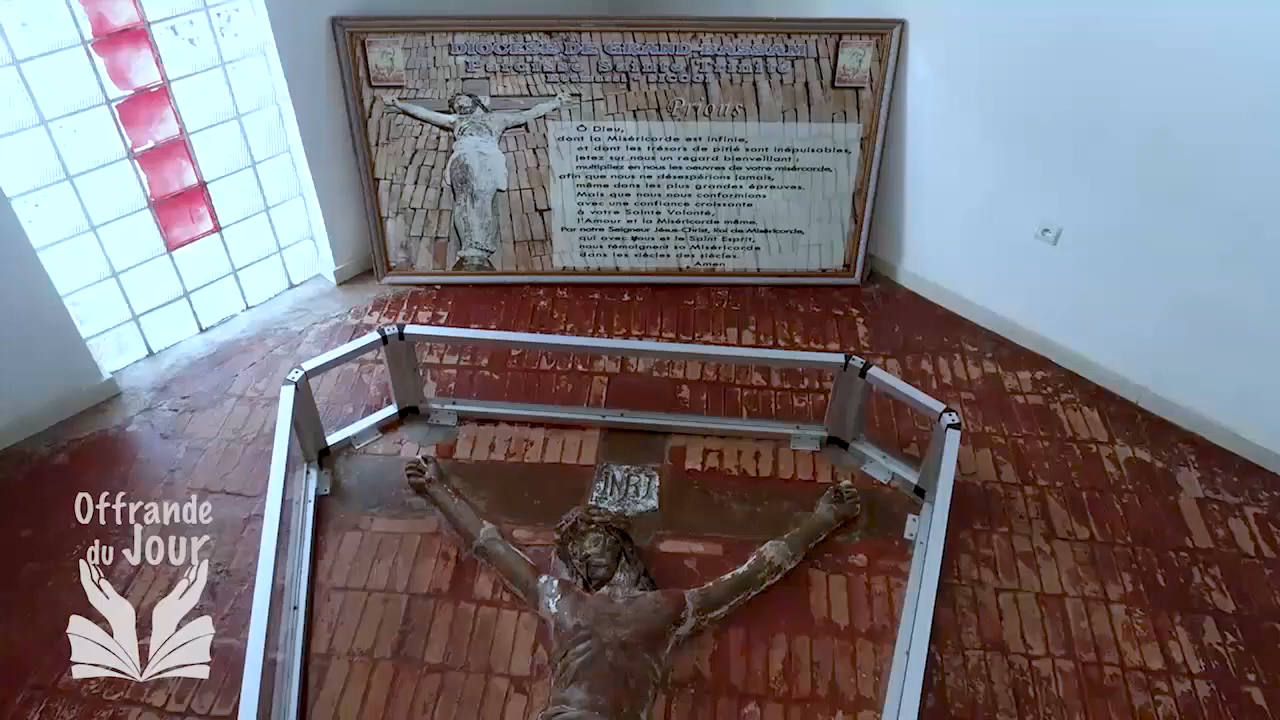 DIOCESE DE GRAND-BASSAM
Paroisse Sainte Trinité
Prions
Ô Dieu,
dont la Miséricorde est infinie,
et dont les trésors de pitié sont inépuisables,
jetez sur nous un regard bienveillant ;
multipliez en nous les oeuvres de votre miséricorde,
afin que nous ne désespérions jamais,
même dans les plus grandes épreuves.
Mais que nous nous conformions
avec une confiance croissante
à votre Sainte Volonté,
l'Amour et la Miséricorde même,
Par notre Seigneur Jésus-Christ, Roi de Miséricorde,
qui avec Vous et le Saint Esprit,
nous témoignent sa Miséricorde
dans les siècles des siècles.
Amen
INRI
Offrande
du Jour